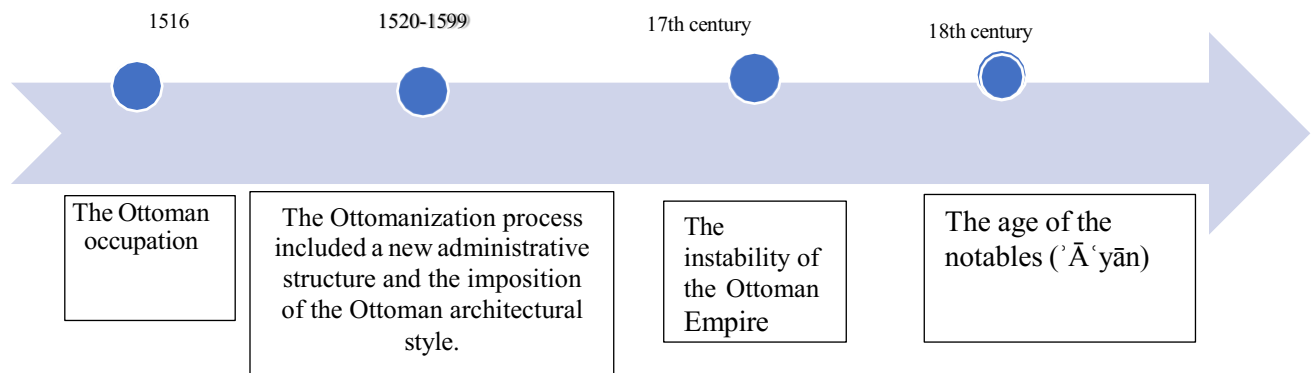 1516
1520-1599
17th century
18th century
The Ottoman
occupation
The Ottomanization process
included a new administrative
structure and the imposition
of the Ottoman architectural
style.
The
instability of
the Ottoman
Empire
The age of the
notables (ʾĀʿyān)